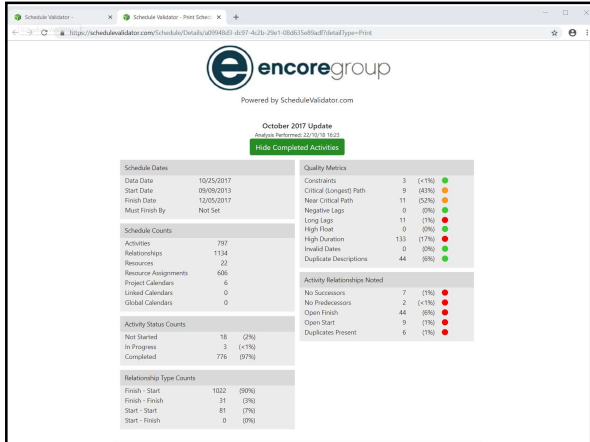 Schedule Validator -
Schedule Validator - Print Sched
https://schedulevalidator.com/Schedule/Details/a09948d3-dc97-4c2b-29e1-08d635e89adf?detailType=Print
encoregroup
Powered by ScheduleValidator.com
October 2017 Update
Analysis Performed: 22/10/18 16:23
Hide Completed Activities
Schedule Dates
Data Date 10/25/2017
Start Date 09/09/2013
Finish Date 12/05/2017
Must Finish By Not Set
Schedule Counts
Activities 797
Relationships 1134
Resources 22
Resource Assignments 606
Project Calendars 6
Linked Calendars 0
Global Calendars 0
Activity Status Counts
Not Started 18 (2%)
In Progress 3 (<1%)
Completed 776 (97%)
Relationship Type Counts
Finish - Start 1022 (90%)
Finish - Finish 31 (3%)
Start - Start 81 (7%)
Start - Finish 0 (0%)
Quality Metrics
Constraints 3 (<1%)
Critical (Longest) Path 9 (43%)
Near Critical Path 11 (52%)
Negative Lags 0 (0%)
Long Lags 11 (1%)
High Float 0 (0%)
High Duration 133 (17%)
Invalid Dates 0 (0%)
Duplicate Descriptions 44 (6%)
Activity Relationships Noted
No Successors 7 (1%)
No Predecessors 2 (<1%)
Open Finish 44 (6%)
Open Start 9 (1%)
Duplicates Present 6 (1%)